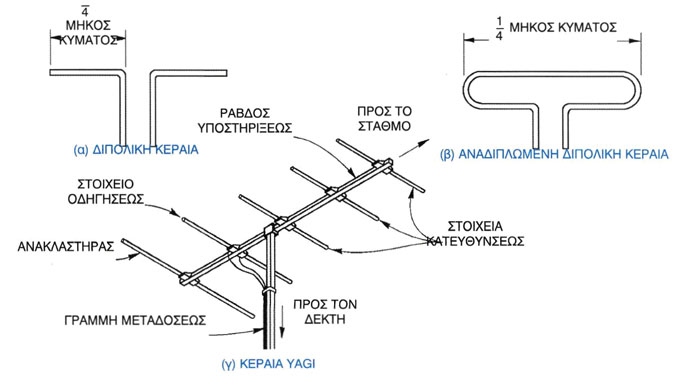 4
ΜΗΚΟΣ
ΚΥΜΑΤΟΣ
(α) ΔΙΠΟΛΙΚΗ ΚΕΡΑΙΑ
1/4 ΜΗΚΟΣ ΚΥΜΑΤΟΣ
(β) ΑΝΑΔΙΠΛΩΜΕΝΗ ΔΙΠΟΛΙΚΗ ΚΕΡΑΙΑ
ΡΑΒΔΟΣ
ΥΠΟΣΤΗΡΙΞΕΩΣ
ΠΡΟΣ ΤΟ
ΣΤΑΘΜΟ
ΣΤΟΙΧΕΙΟ
ΟΔΗΓΗΣΕΩΣ
ΑΝΑΚΛΑΣΤΗΡΑΣ
ΣΤΟΙΧΕΙΑ
ΚΑΤΕΥΘΥΝΣΕΩΣ
ΓΡΑΜΜΗ ΜΕΤΑΔΟΣΕΩΣ
ΠΡΟΣ ΤΟΝ
ΔΕΚΤΗ
(γ) ΚΕΡΑΙΑ YAGI